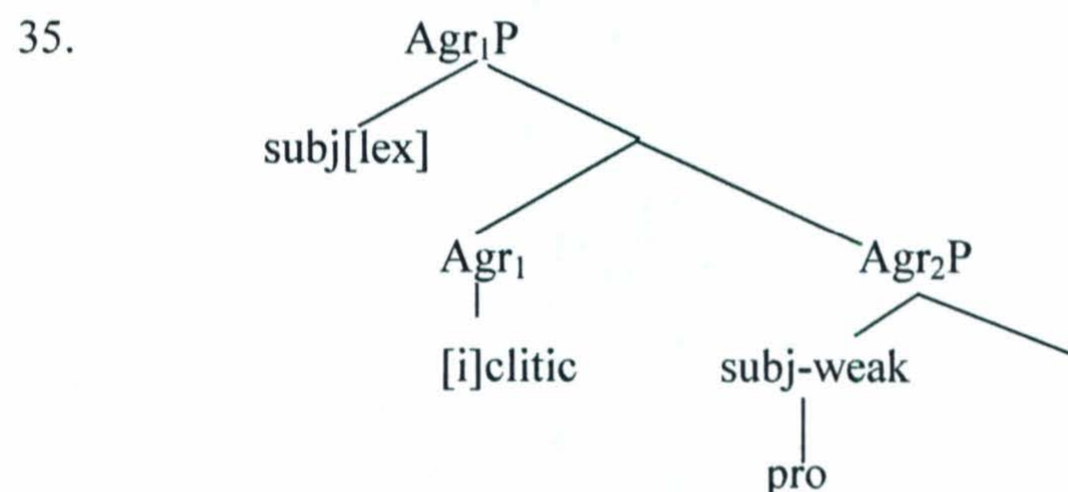 35. Agr₁P
subj[lex]
Agr₁ Agr₂P
[i]clitic subj-weak
pro